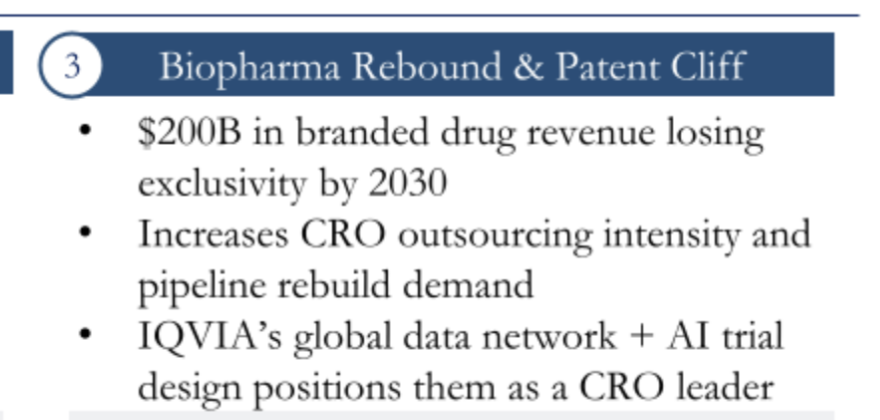 3
Biopharma Rebound & Patent Cliff
• $200B in branded drug revenue losing
exclusivity by 2030
• Increases CRO outsourcing intensity and
pipeline rebuild demand
• IQVIA’s global data network + AI trial
design positions them as a CRO leader